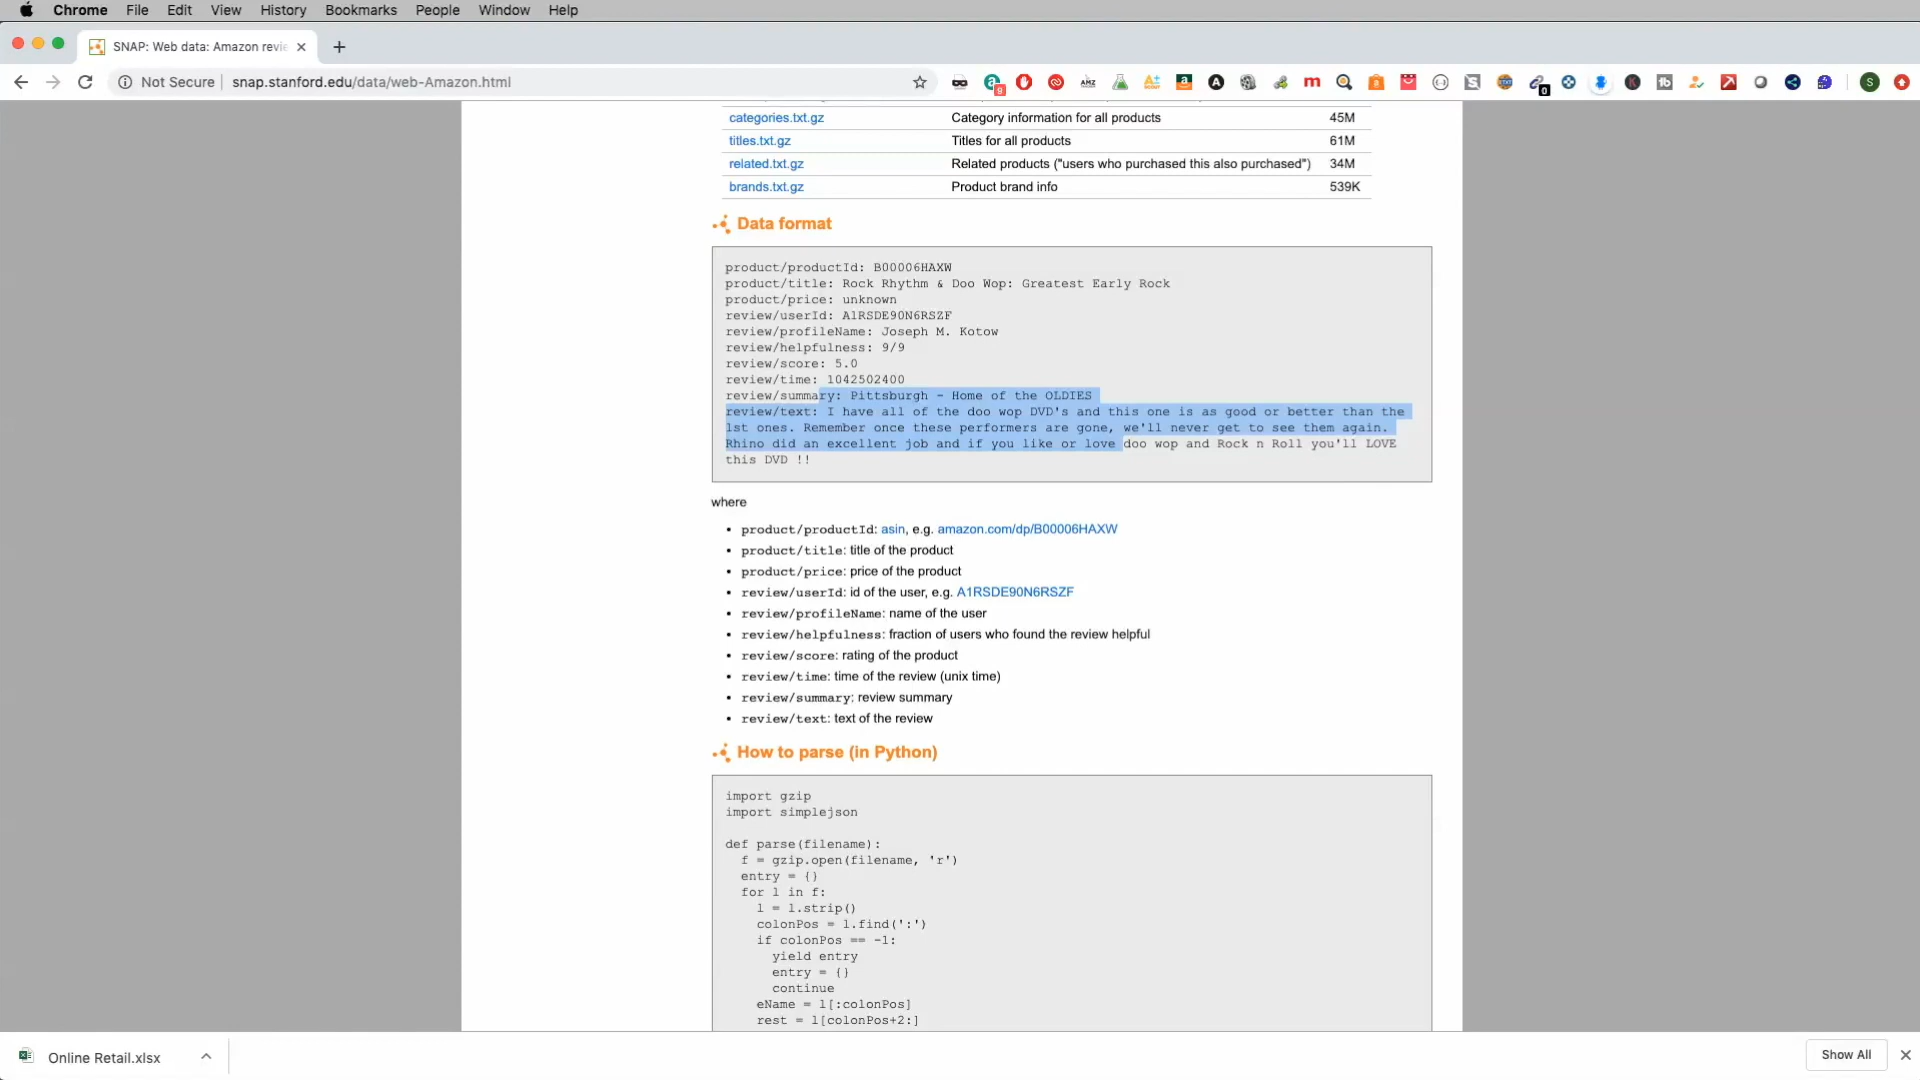 Chrome File Edit View History Bookmarks People Window Help
SNAP: Web data: Amazon revie
Not Secure snap.stanford.edu/data/web-Amazon.html
categories.txt.gz Category information for all products 45M
titles.txt.gz Titles for all products 61M
related.txt.gz Related products ("users who purchased this also purchased") 34M
brands.txt.gz Product brand info 539K
Data format
product/productId: B00006HAXW
product/title: Rock Rhythm & Doo Wop: Greatest Early Rock
product/price: unknown
review/userId: A1RSDE90N6RSZF
review/profileName: Joseph M. Kotow
review/helpfulness: 9/9
review/score: 5.0
review/time: 1042502400
review/summary: Pittsburgh - Home of the OLDIES
review/text: I have all of the doo wop DVD's and this one is as good or better than the
1st ones. Remember once these performers are gone, we'll never get to see them again.
Rhino did an excellent job and if you like or love doo wop and Rock n Roll you'll LOVE
this DVD !!
where
• product/productId: asin, e.g. amazon.com/dp/B00006HAXW
• product/title: title of the product
• product/price: price of the product
• review/userId: id of the user, e.g. A1RSDE90N6RSZF
• review/profileName: name of the user
• review/helpfulness: fraction of users who found the review helpful
• review/score: rating of the product
• review/time: time of the review (unix time)
• review/summary: review summary
• review/text: text of the review
How to parse (in Python)
import gzip
import simplejson
def parse(filename):
f = gzip.open(filename, 'r')
entry = {}
for l in f:
l = l.strip()
colonPos = l.find(':')
if colonPos == -1:
yield entry
entry = {}
continue
eName = l[:colonPos]
rest = l[colonPos+2:]
Online Retail.xlsx Show All